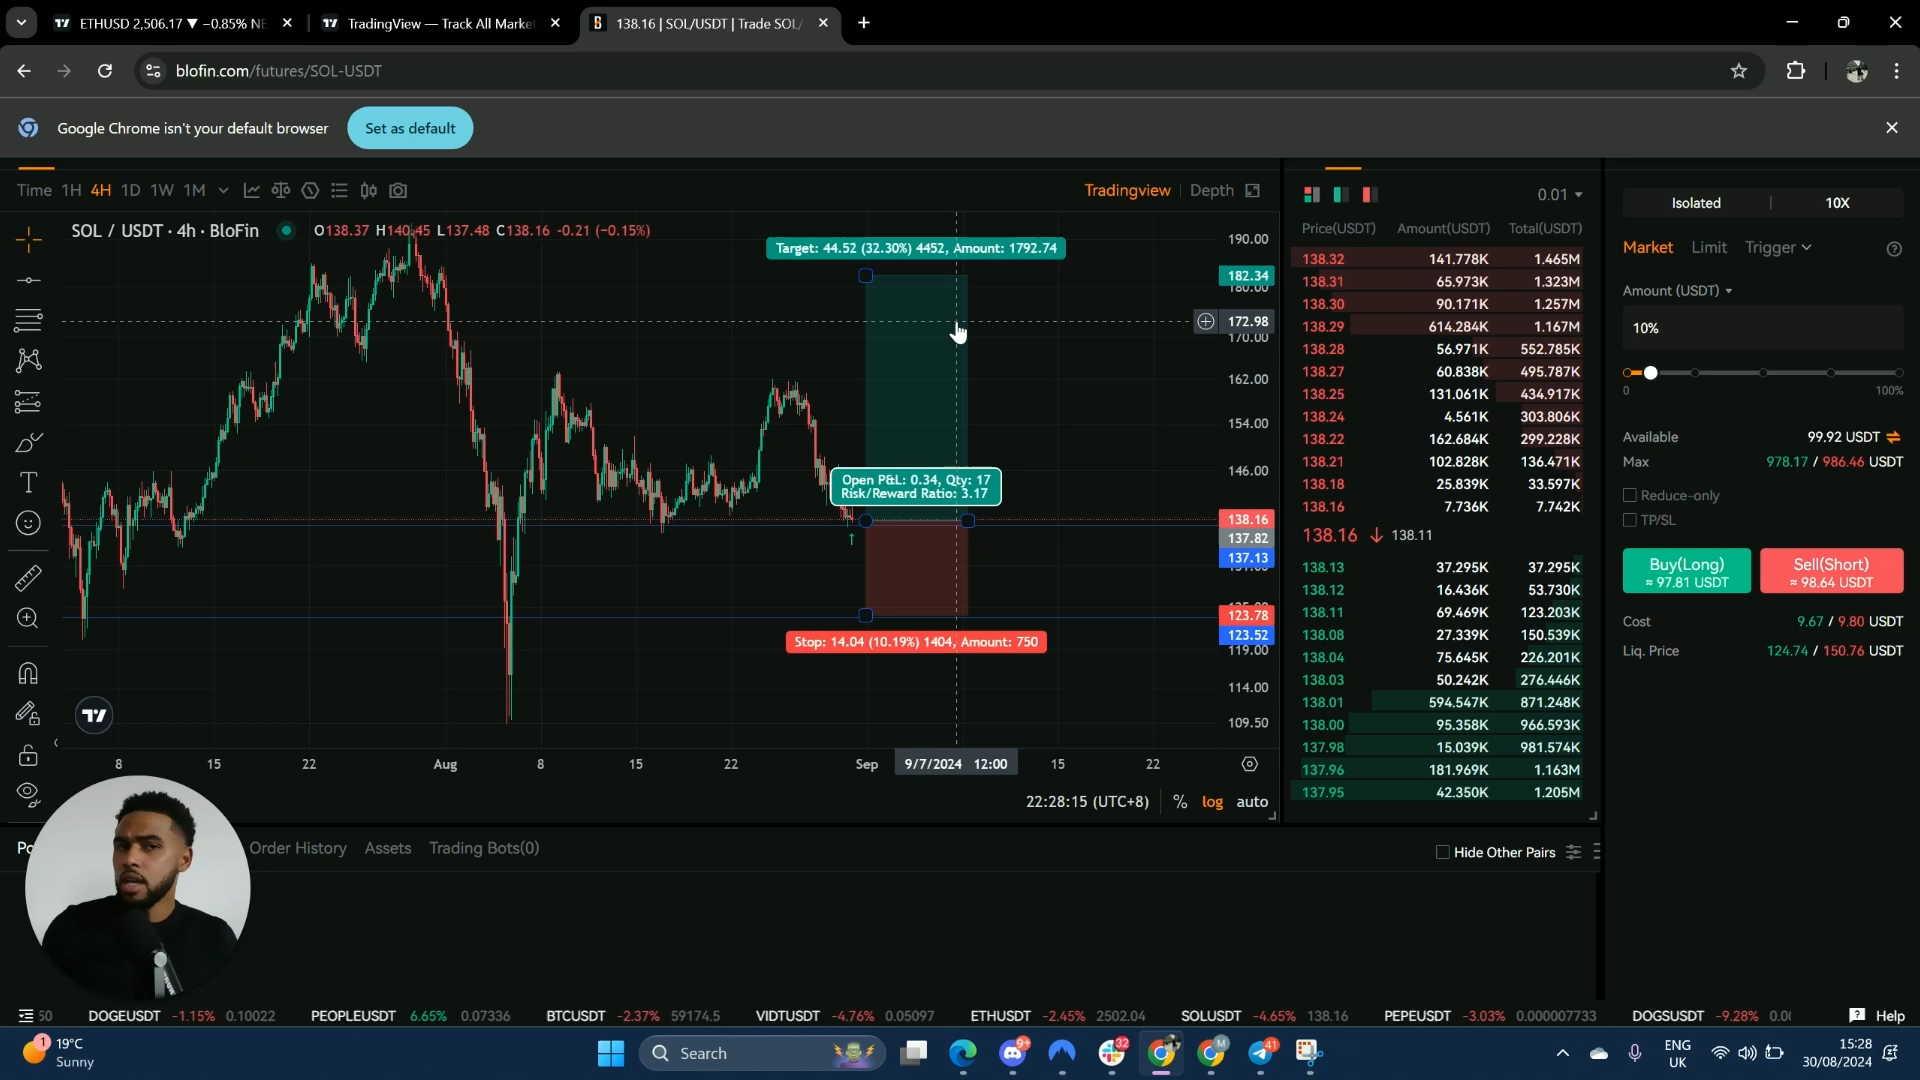 ETHUSD 2,506.17 ▼ −0.85% NE
TradingView — Track All Marke
138.16 | SOL/USDT | Trade SOL/
blofin.com/futures/SOL-USDT
Google Chrome isn't your default browser
Set as default
Time 1H 4H 1D 1W 1M
Tradingview | Depth
SOL / USDT · 4h · BloFin O138.37 H140.45 L137.48 C138.16 -0.21 (−0.15%)
Target: 44.52 (32.30%) 4452, Amount: 1792.74
Open P&L: 0.34, Qty: 17
Risk/Reward Ratio: 3.17
Stop: 14.04 (10.19%) 1404, Amount: 750
190.00
182.34
180.00
172.98
170.00
162.00
154.00
146.00
138.16
137.82
137.13
123.78
123.52
119.00
114.00
109.50
8 15 22 Aug 8 15 22 Sep 9/7/2024 12:00 15 22
22:28:15 (UTC+8) % log auto
0.01
Price(USDT) Amount(USDT) Total(USDT)
138.32 141.778K 1.465M
138.31 65.973K 1.323M
138.30 90.171K 1.257M
138.29 614.284K 1.167M
138.28 56.971K 552.785K
138.27 60.838K 495.787K
138.25 131.061K 434.917K
138.24 4.561K 303.806K
138.22 162.684K 299.228K
138.21 102.828K 136.471K
138.18 25.839K 33.597K
138.16 7.736K 7.742K
138.16 ↓ 138.11
138.13 37.295K 37.295K
138.12 16.436K 53.730K
138.11 69.469K 123.203K
138.08 27.339K 150.539K
138.04 75.645K 226.201K
138.03 50.242K 276.446K
138.01 594.547K 871.248K
138.00 95.358K 966.593K
137.98 15.039K 981.574K
137.96 181.969K 1.163M
137.95 42.350K 1.205M
Isolated 10X
Market Limit Trigger
Amount (USDT)
10%
0 100%
Available 99.92 USDT
Max 978.17 / 986.46 USDT
Reduce-only
TP/SL
Buy(Long)
≈ 97.81 USDT
Sell(Short)
≈ 98.64 USDT
Cost 9.67 / 9.80 USDT
Liq. Price 124.74 / 150.76 USDT
Po Order History Assets Trading Bots(0)
Hide Other Pairs
50 DOGEUSDT -1.15% 0.10022 PEOPLEUSDT 6.65% 0.07336 BTCUSDT -2.37% 59174.5 VIDTUSDT -4.76% 0.05097 ETHUSDT -2.45% 2502.04 SOLUSDT -4.65% 138.16 PEPEUSDT -3.03% 0.000007733 DOGSUSDT -9.28% 0.0 Help
1
19°C
Sunny
Search
9+
32
M
41
ENG
UK
15:28
30/08/2024